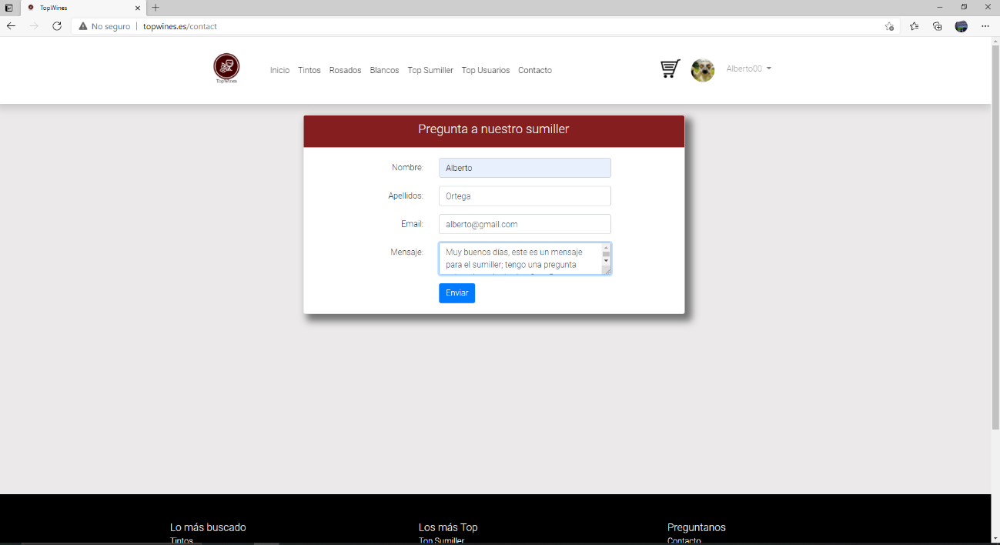 TopWines
No seguro
topwines.es/contact
TopWines
Inicio Tintos Rosados Blancos Top Sumiller Top Usuarios Contacto
Alberto00
Pregunta a nuestro sumiller
Nombre: Alberto
Apellidos: Ortega
Email: alberto@gmail.com
Mensaje: Muy buenos días, este es un mensaje
para el sumiller; tengo una pregunta
Enviar
Lo más buscado Los más Top Preguntanos
Tintos Top Sumiller Contacto